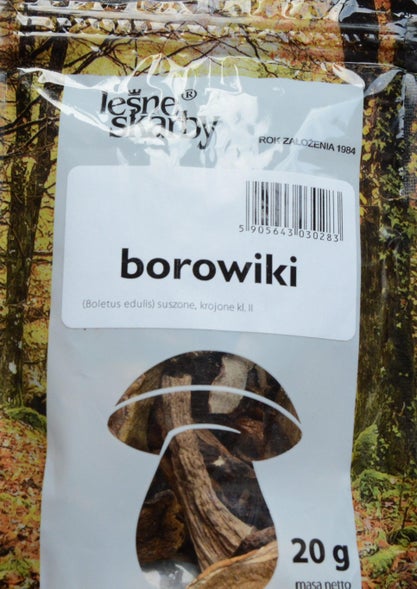 leśne®
skarby
ROK ZAŁOŻENIA 1984
5 905643 030283
borowiki
(Boletus edulis) suszone, krojone kl. II
20 g
masa netto